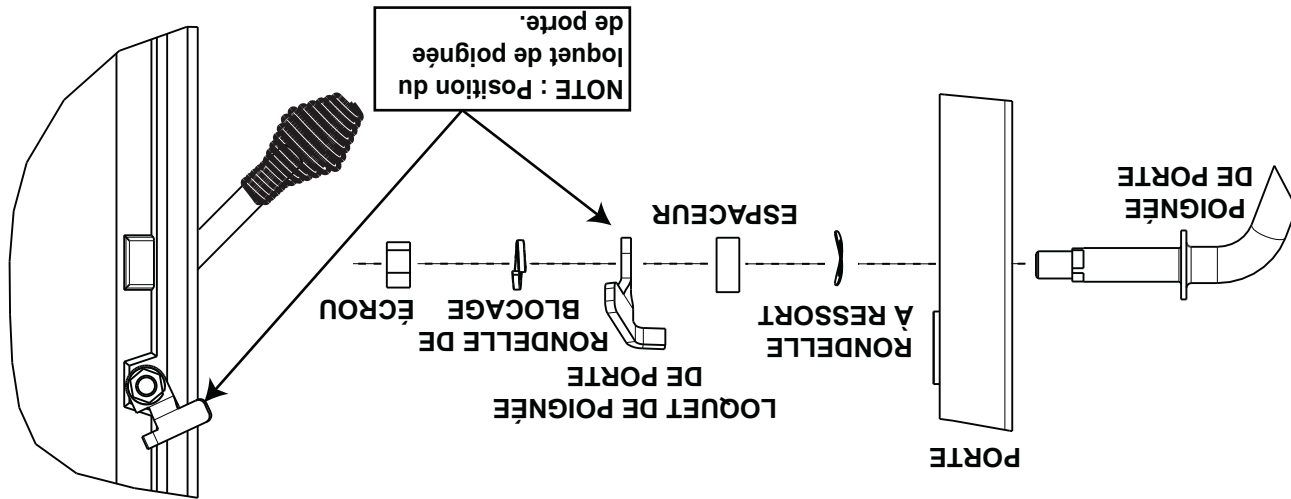 PORTE
LOQUET DE POIGNÉE
DE PORTE
RONDELLE
À RESSORT
RONDELLE DE
BLOCAGE
ÉCROU
POIGNÉE
DE PORTE
ESPACEUR
NOTE : Position du
loquet de poignée
de porte.